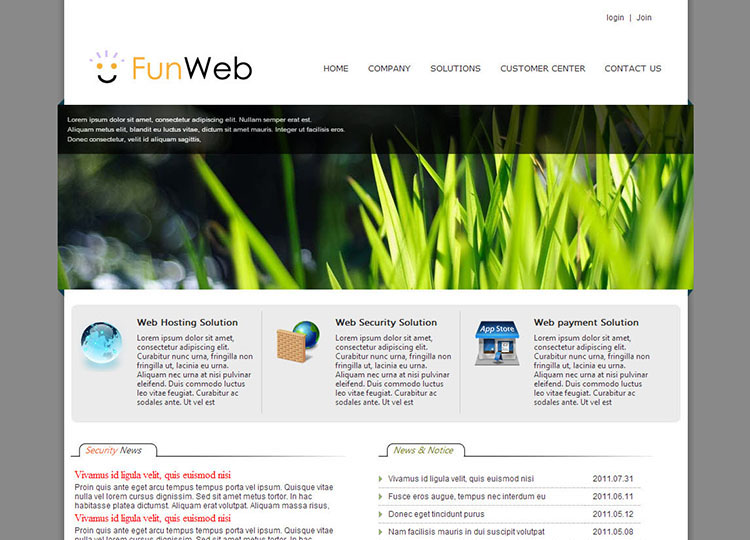 login | Join
FunWeb
HOME COMPANY SOLUTIONS CUSTOMER CENTER CONTACT US
Lorem ipsum dolor sit amet, consectetur adipiscing elit. Nullam semper erat est.
Aliquam metus elit, blandit eu luctus vitae, dictum sit amet mauris. Integer ut facilisis eros.
Donec consectetur, velit id aliquam sagittis,
Web Hosting Solution
Lorem ipsum dolor sit
amet, consectetur
adipiscing elit.
Curabitur nunc urna, fringilla non
fringilla ut, lacinia eu urna.
Aliquam nec urna at nisi pulvinar
eleifend. Duis commodo luctus
leo vitae feugiat. Curabitur ac
sodales ante. Ut vel est
Web Security Solution
Lorem ipsum dolor sit
amet, consectetur
adipiscing elit.
Curabitur nunc urna, fringilla non
fringilla ut, lacinia eu urna.
Aliquam nec urna at nisi pulvinar
eleifend. Duis commodo luctus
leo vitae feugiat. Curabitur ac
sodales ante. Ut vel est
App Store
Web payment Solution
Lorem ipsum dolor sit
amet, consectetur
adipiscing elit.
Curabitur nunc urna, fringilla non
fringilla ut, lacinia eu urna.
Aliquam nec urna at nisi pulvinar
eleifend. Duis commodo luctus
leo vitae feugiat. Curabitur ac
sodales ante. Ut vel est
Security News
Vivamus id ligula velit, quis euismod nisi
Proin quis ante eget arcu tempus tempus porta vel ipsum. Quisque vitae
nulla vel lorem cursus dignissim. Sed sit amet metus tortor. In hac
habitasse platea dictumst. Aliquam erat volutpat. Aliquam massa risus,
Vivamus id ligula velit, quis euismod nisi
Proin quis ante eget arcu tempus tempus porta vel ipsum. Quisque vitae
nulla vel lorem cursus dignissim. Sed sit amet metus tortor. In hac
News & Notice
Vivamus id ligula velit, quis euismod nisi 2011.07.31
Fusce eros augue, tempus nec interdum eu 2011.06.11
Donec eget tincidunt purus 2011.05.12
Nam facilisis mauris in dui suscipit volutpat 2011.05.08